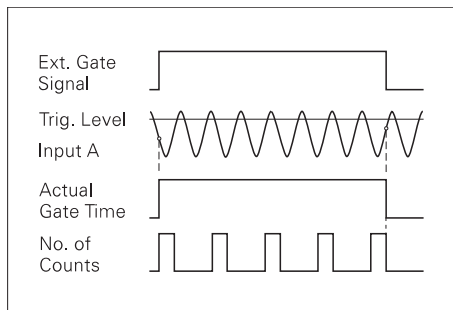 Ext. Gate
Signal
Trig. Level
Input A
Actual
Gate Time
No. of
Counts